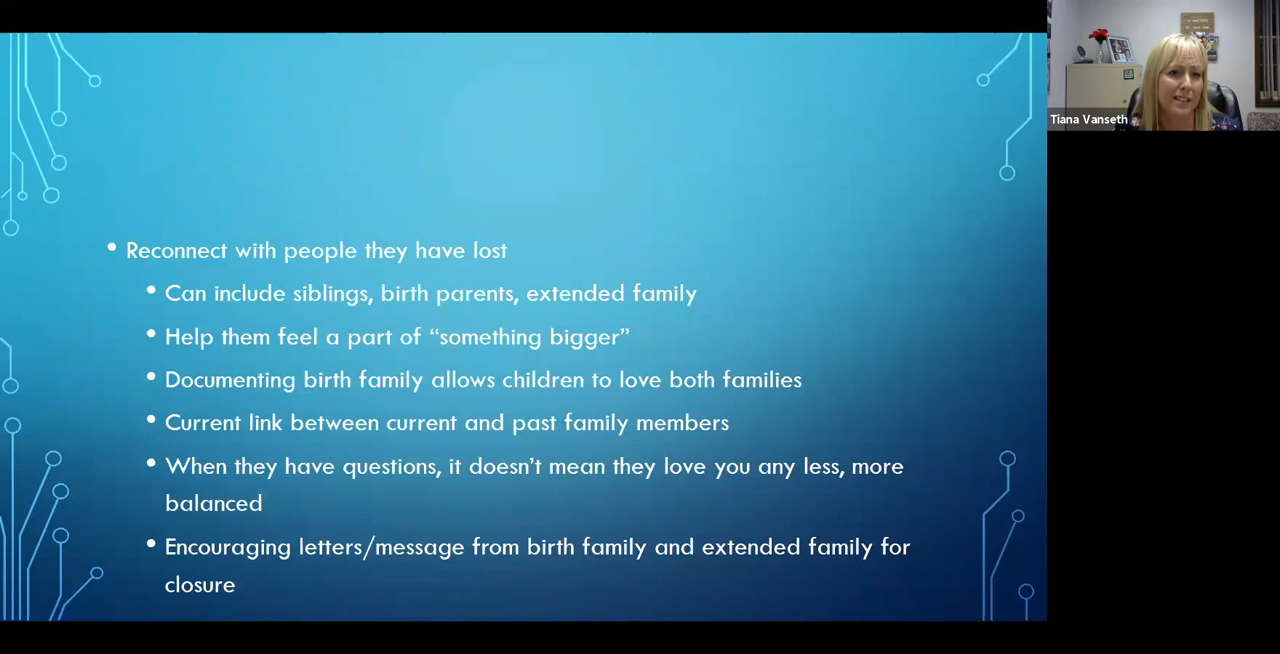 Tiana Vanseth
• Reconnect with people they have lost
• Can include siblings, birth parents, extended family
• Help them feel a part of “something bigger”
• Documenting birth family allows children to love both families
• Current link between current and past family members
• When they have questions, it doesn’t mean they love you any less, more
balanced
• Encouraging letters/message from birth family and extended family for
closure